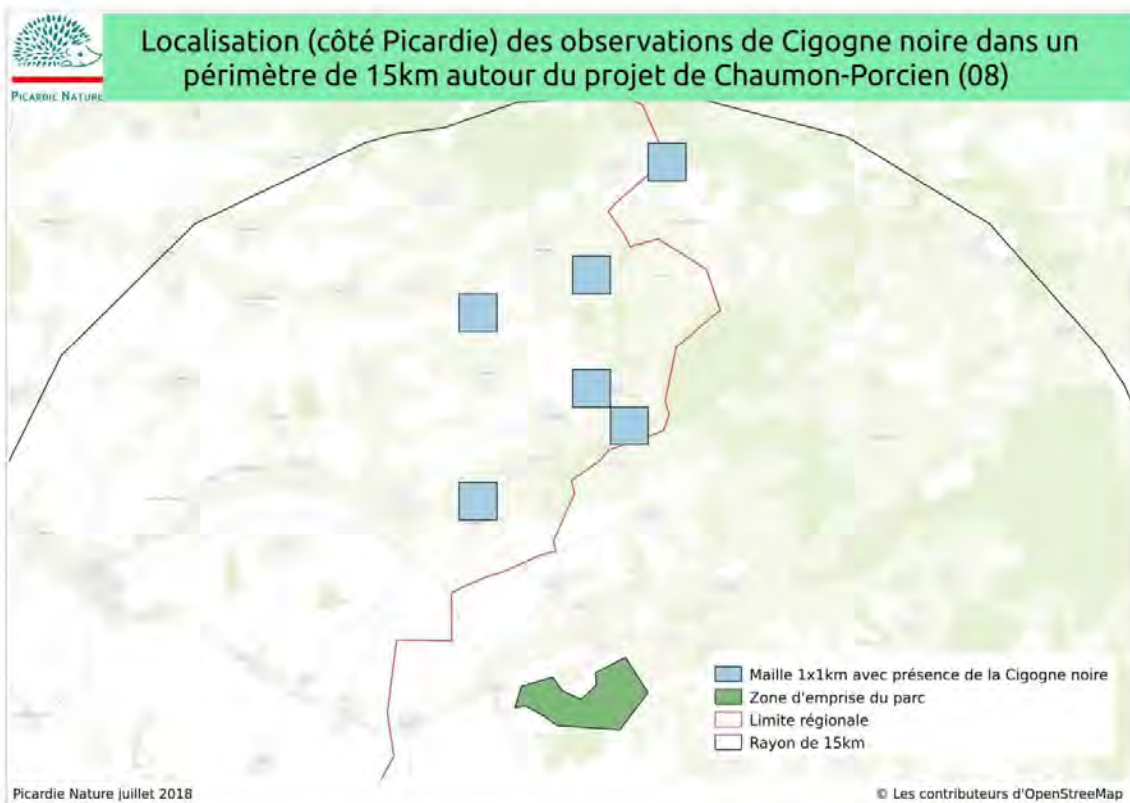 PICARDIE NATURE
Localisation (côté Picardie) des observations de Cigogne noire dans un
périmètre de 15km autour du projet de Chaumon-Porcien (08)
Maille 1x1km avec présence de la Cigogne noire
Zone d'emprise du parc
Limite régionale
Rayon de 15km
Picardie Nature juillet 2018
© Les contributeurs d'OpenStreetMap